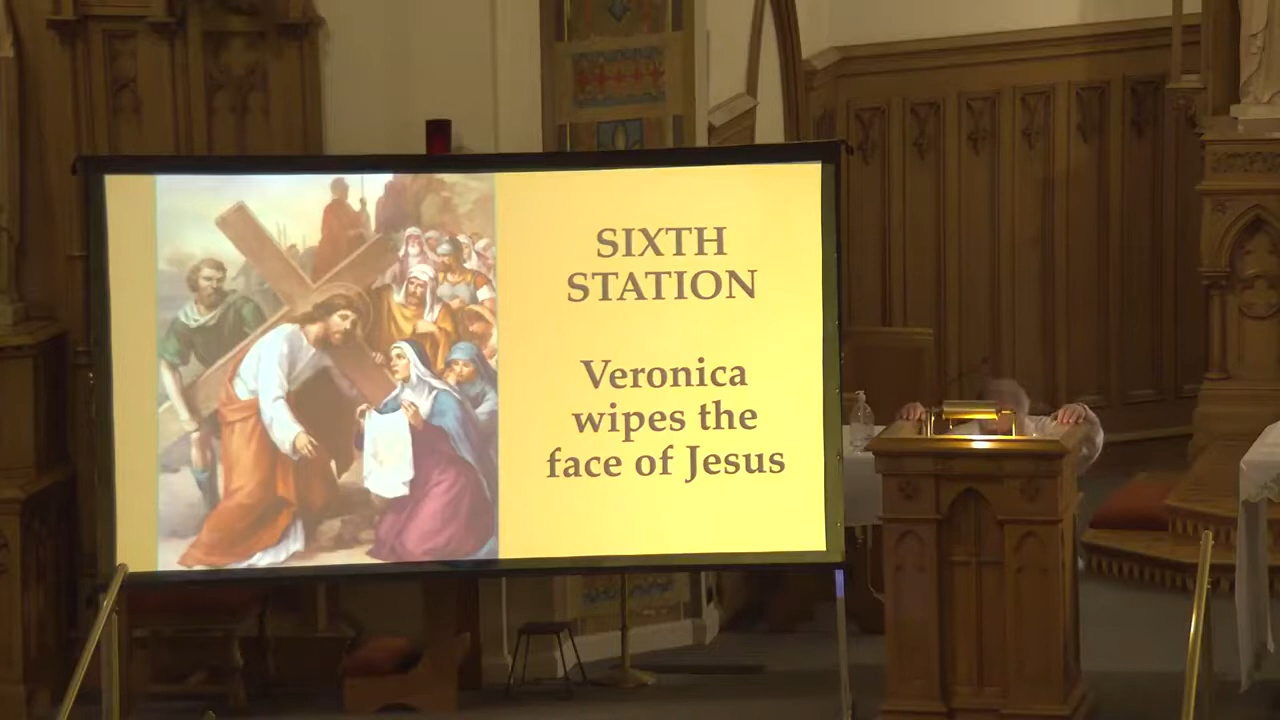 SIXTH
STATION
Veronica
wipes the
face of Jesus